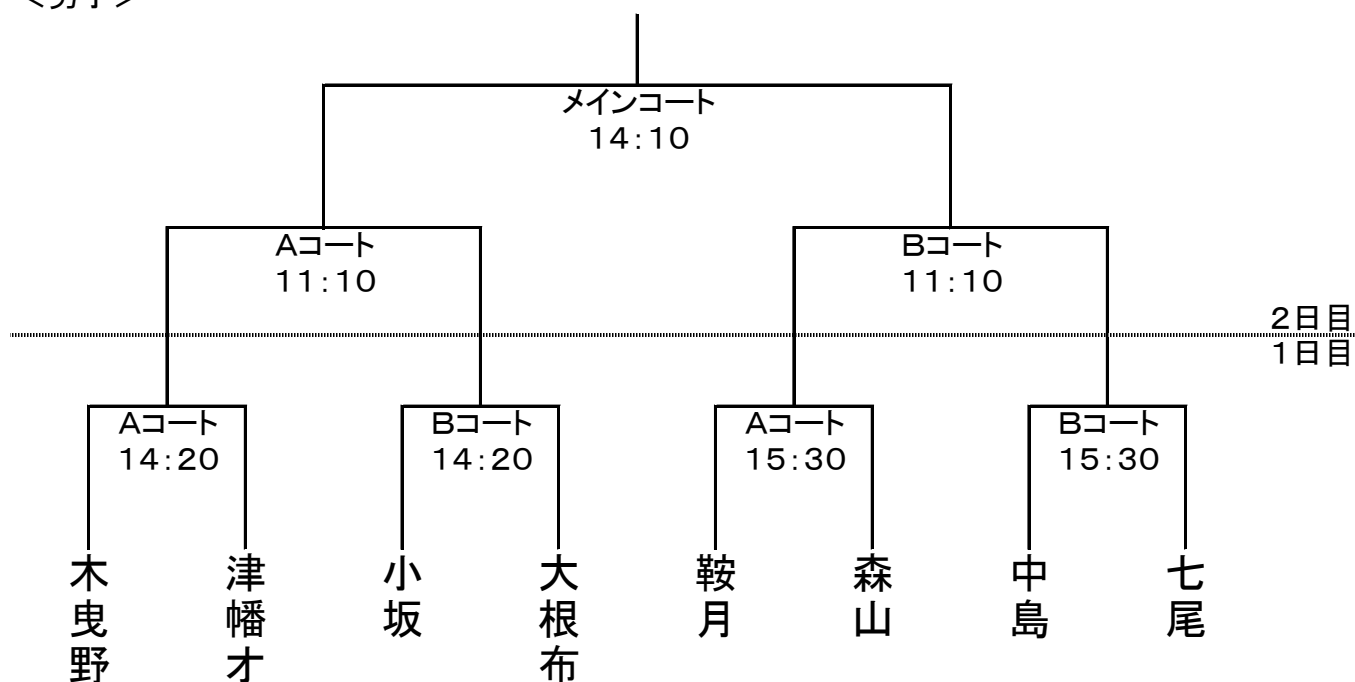 ＜男子＞
メインコート
14:10
Aコート
11:10
Bコート
11:10
2日目
1日目
Aコート
14:20
Bコート
14:20
Aコート
15:30
Bコート
15:30
木曳野
津幡才
小坂
大根布
鞍月
森山
中島
七尾